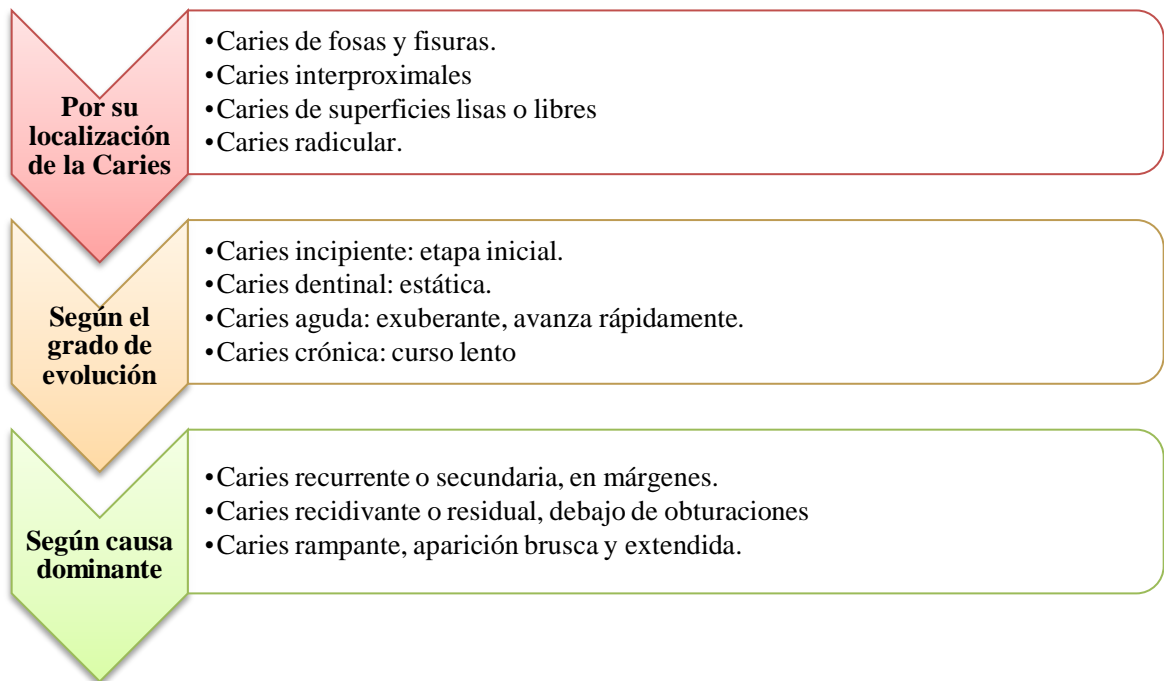 Por su
localización
de la Caries
•Caries de fosas y fisuras.
•Caries interproximales
•Caries de superficies lisas o libres
•Caries radicular.
Según el
grado de
evolución
•Caries incipiente: etapa inicial.
•Caries dentinal: estática.
•Caries aguda: exuberante, avanza rápidamente.
•Caries crónica: curso lento
Según causa
dominante
•Caries recurrente o secundaria, en márgenes.
•Caries recidivante o residual, debajo de obturaciones
•Caries rampante, aparición brusca y extendida.